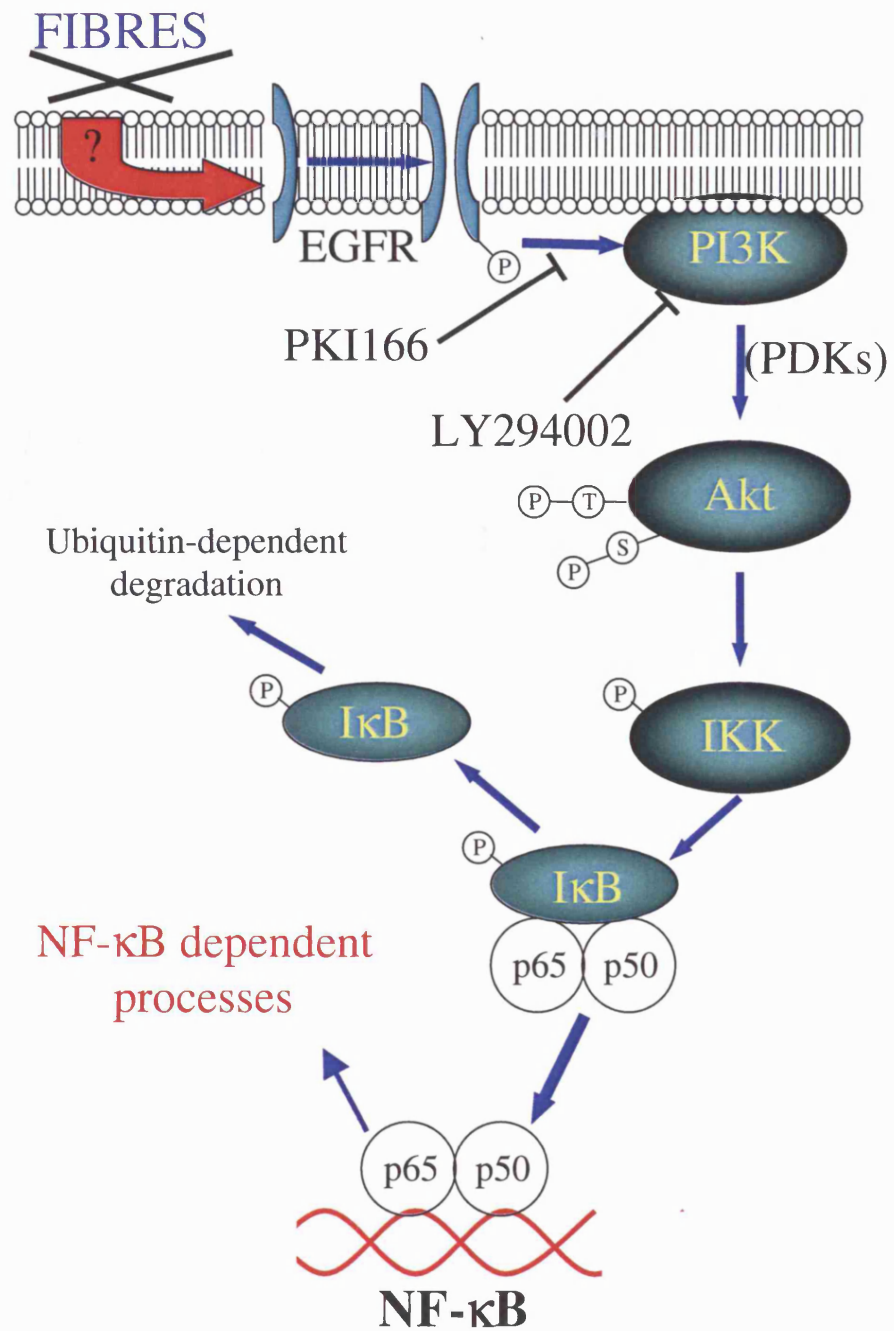 FIBRES
?
EGFR
P
PI3K
PKI166
(PDKs)
LY294002
P T
Akt
P S
Ubiquitin-dependent
degradation
P
IκB
P
IKK
P
IκB
p65 p50
NF-κB dependent
processes
p65 p50
NF-κB